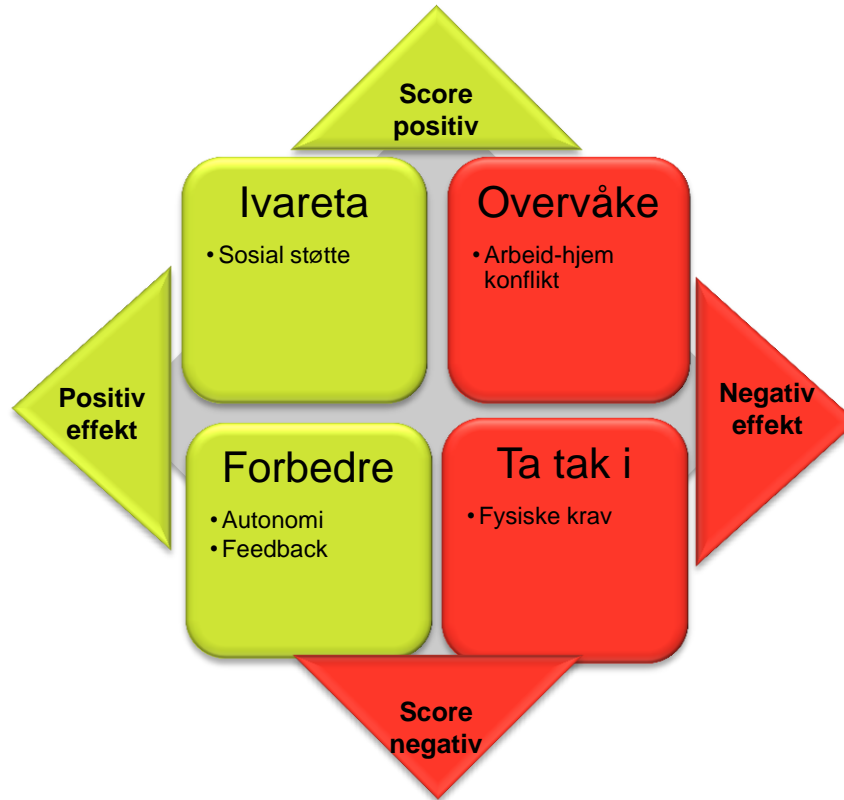 Score
positiv
Ivareta
• Sosial støtte
Overvåke
• Arbeid-hjem
konflikt
Positiv
effekt
Negativ
effekt
Forbedre
• Autonomi
• Feedback
Ta tak i
• Fysiske krav
Score
negativ